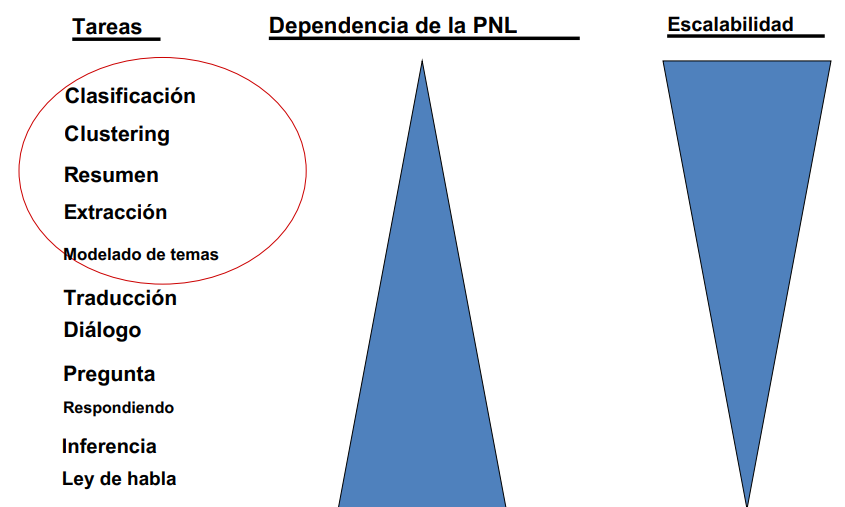 Tareas
Dependencia de la PNL
Escalabilidad
Clasificación
Clustering
Resumen
Extracción
Modelado de temas
Traducción
Diálogo
Pregunta
Respondiendo
Inferencia
Ley de habla